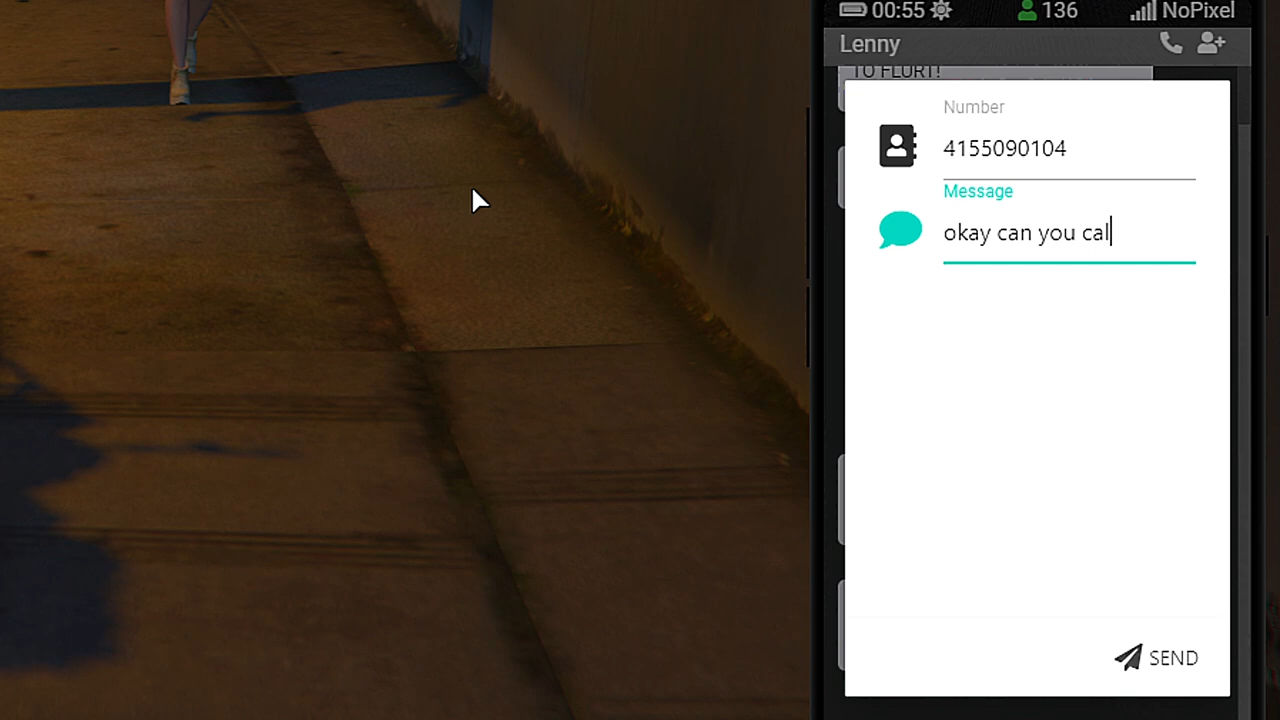 00:55 136 NoPixel
Lenny
TO FLURT!
Number
4155090104
Message
okay can you cal
SEND